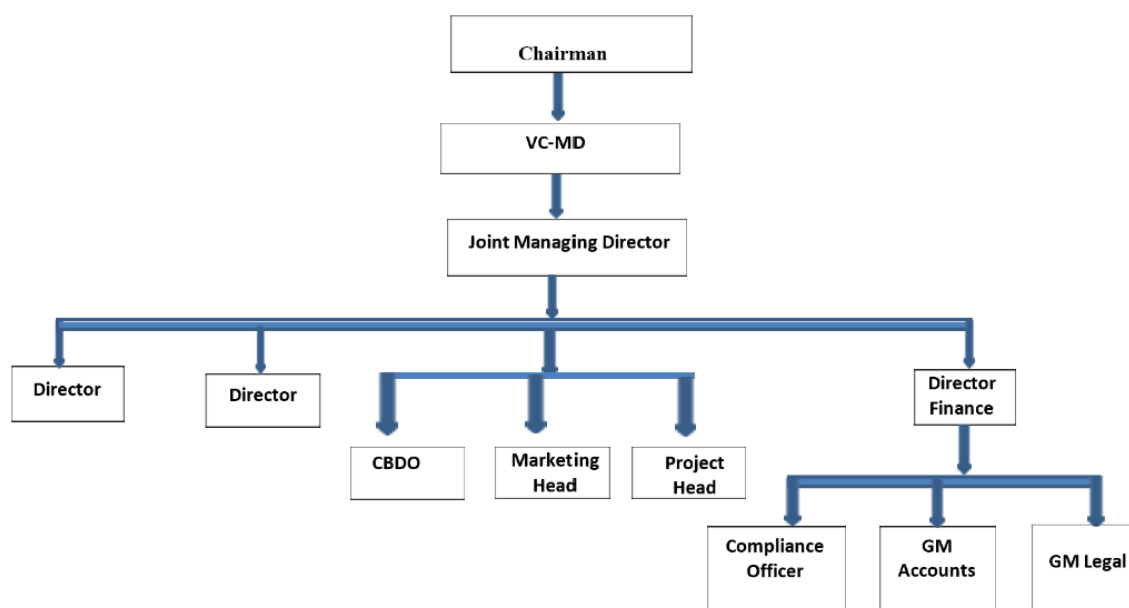 Chairman
VC-MD
Joint Managing Director
Director
Director
Director
Finance
CBDO
Marketing
Head
Project
Head
Compliance
Officer
GM
Accounts
GM Legal